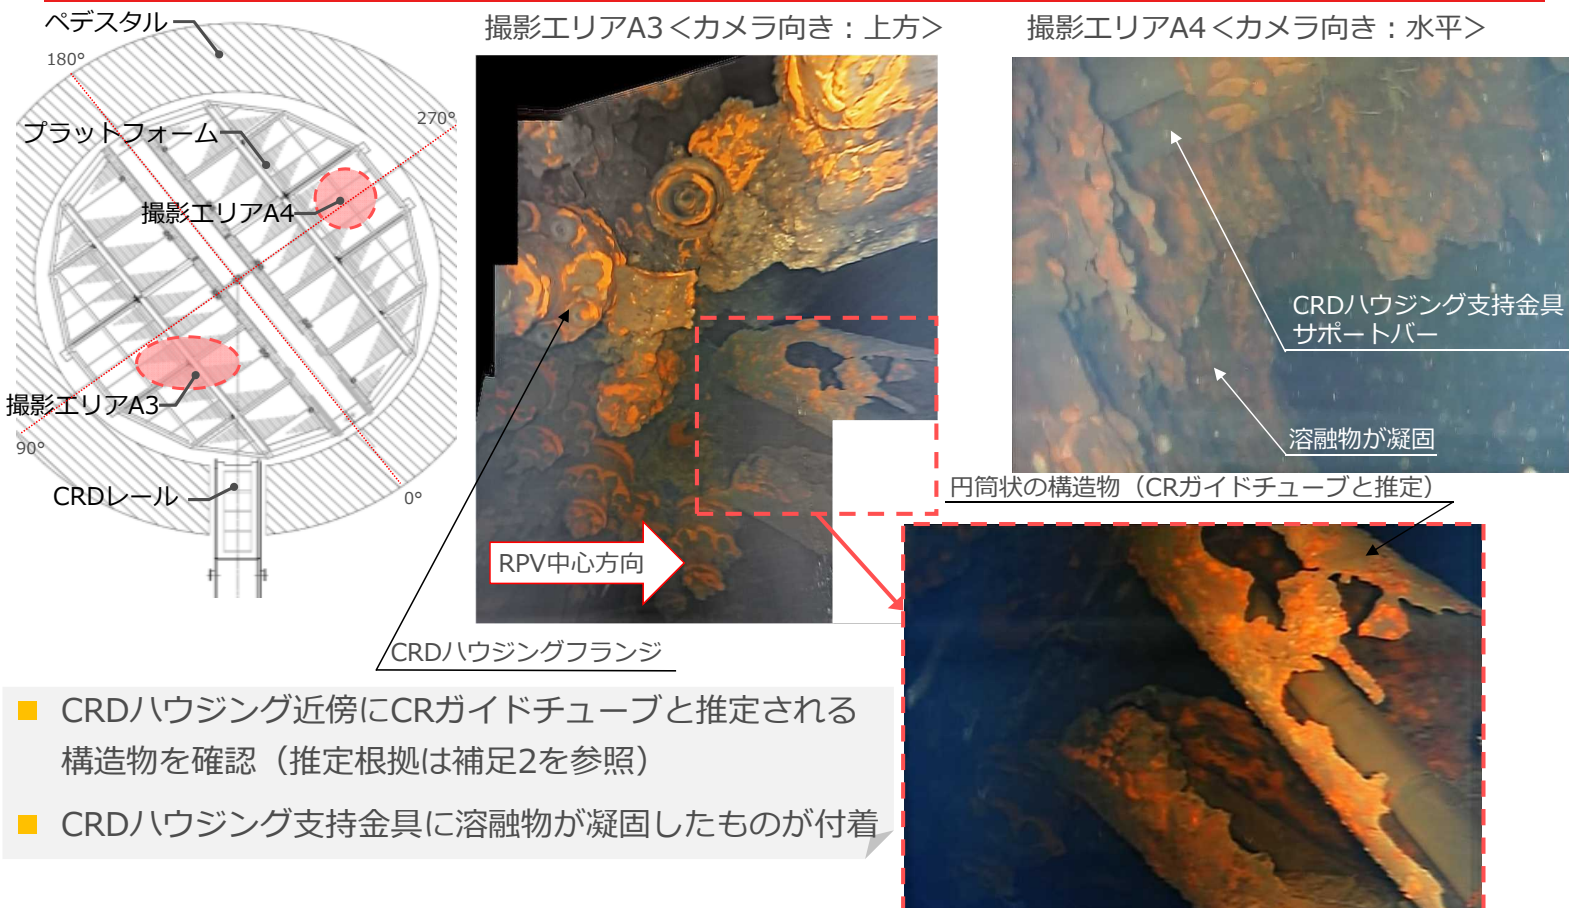 ペデスタル
180°
270°
プラットフォーム
撮影エリアA4
撮影エリアA3
90°
CRDレール
0°
撮影エリアA3＜カメラ向き：上方＞
RPV中心方向
CRDハウジングフランジ
撮影エリアA4＜カメラ向き：水平＞
CRDハウジング支持金具
サポートバー
溶融物が凝固
円筒状の構造物（CRガイドチューブと推定）
■ CRDハウジング近傍にCRガイドチューブと推定される
構造物を確認（推定根拠は補足2を参照）
■ CRDハウジング支持金具に溶融物が凝固したものが付着